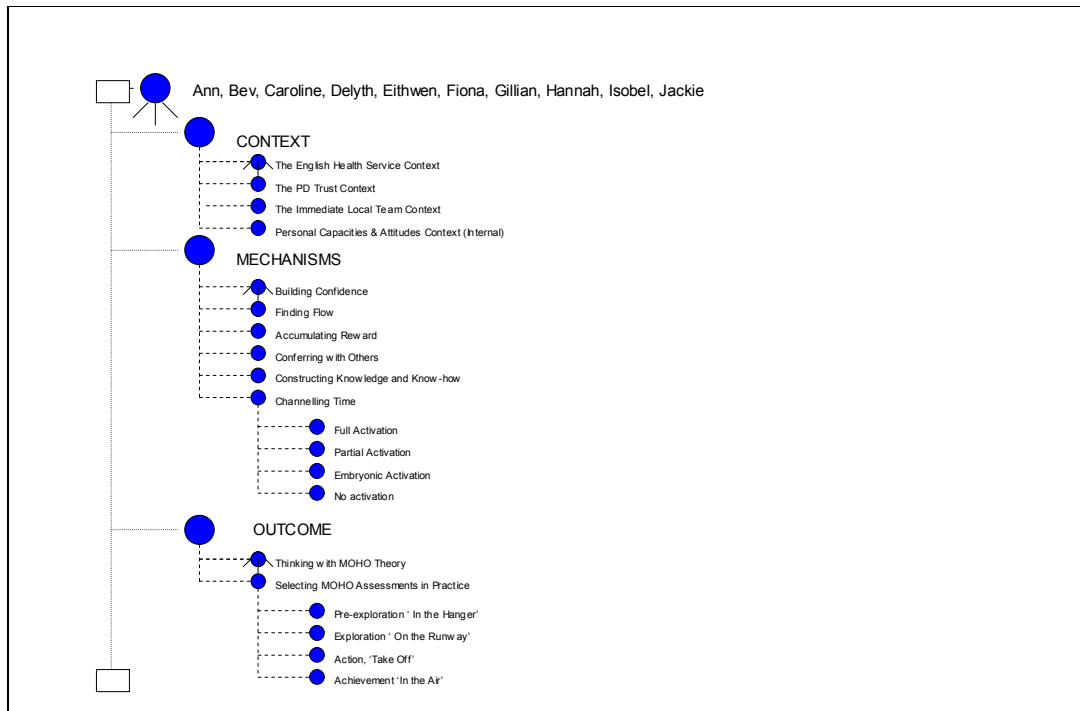 Ann, Bev, Caroline, Delyth, Eithwen, Fiona, Gillian, Hannah, Isobel, Jackie
CONTEXT
The English Health Service Context
The PD Trust Context
The Immediate Local Team Context
Personal Capacities & Attitudes Context (Internal)
MECHANISMS
Building Confidence
Finding Flow
Accumulating Reward
Conferring with Others
Constructing Knowledge and Know-how
Channelling Time
Full Activation
Partial Activation
Embryonic Activation
No activation
OUTCOME
Thinking with MOHO Theory
Selecting MOHO Assessments in Practice
Pre-exploration ‘ In the Hanger’
Exploration ‘ On the Runway’
Action, ‘Take Off’
Achievement ‘In the Air’